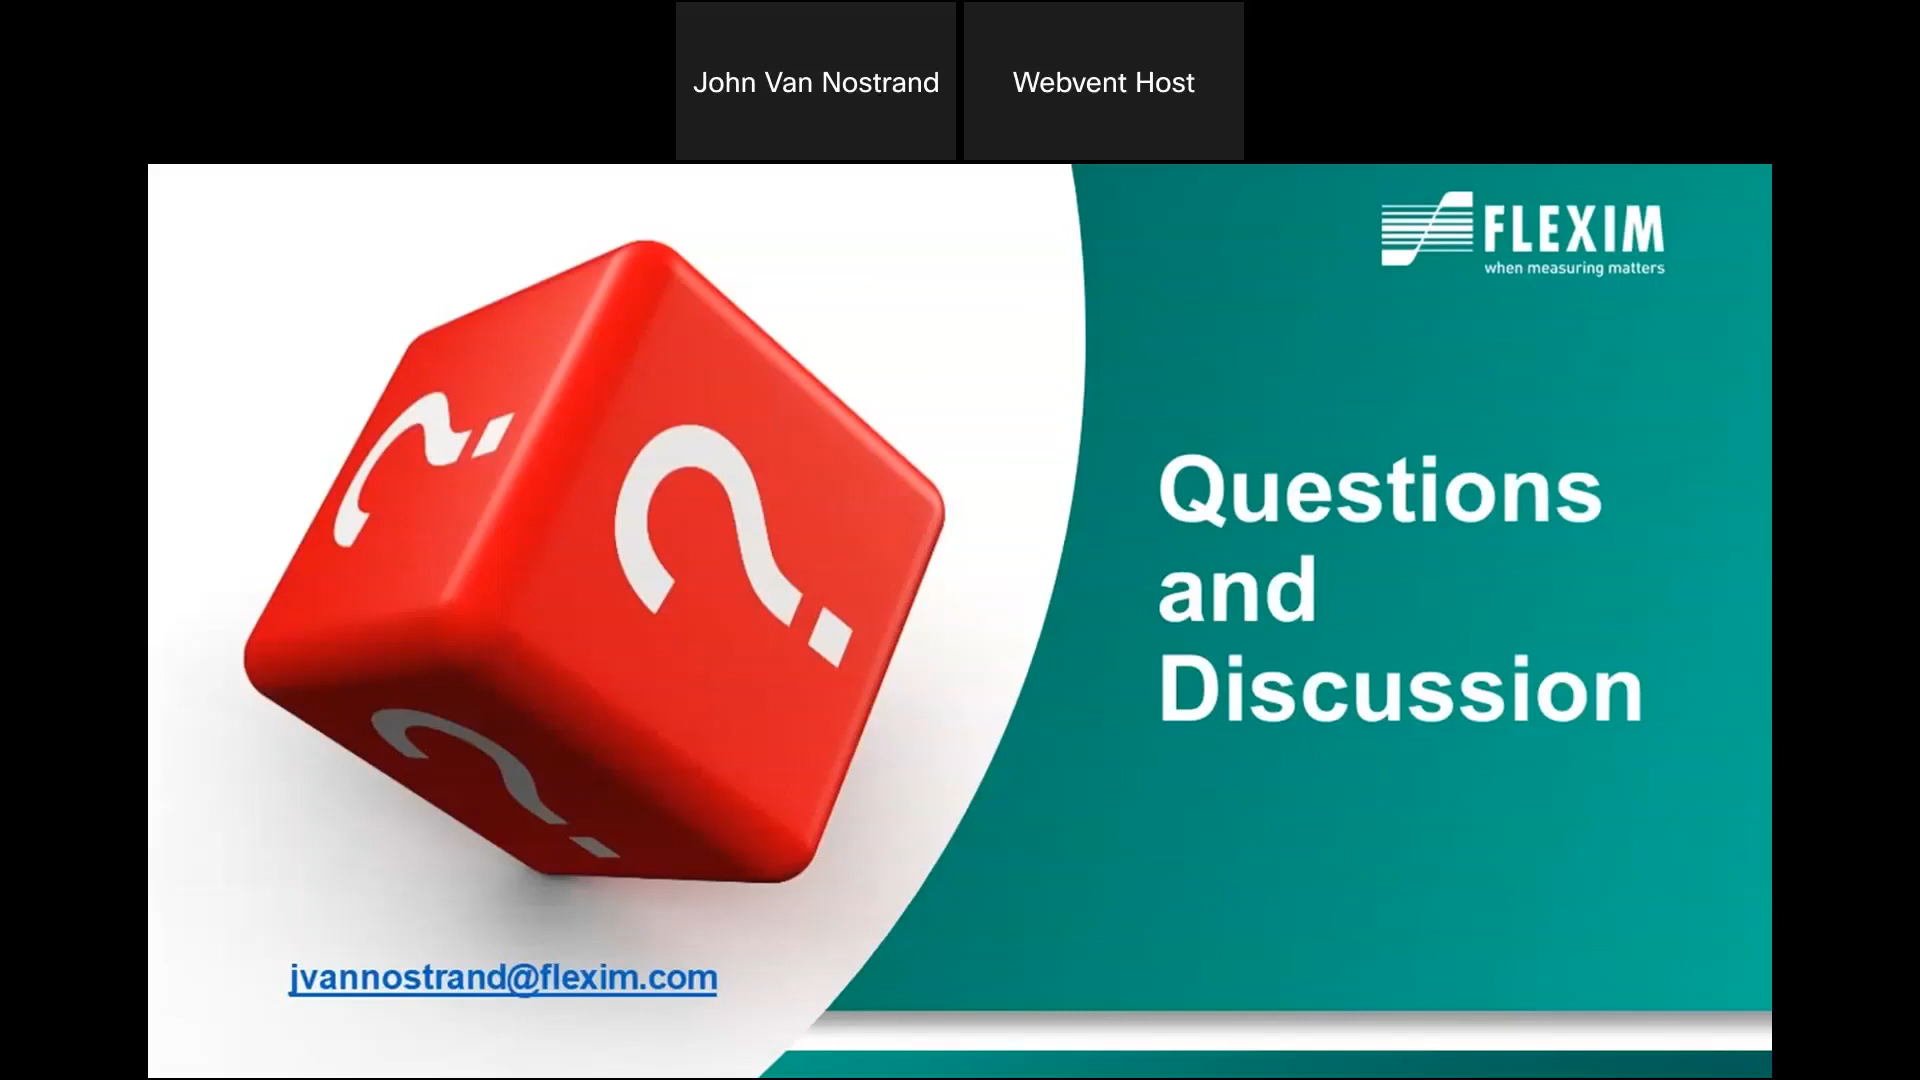 John Van Nostrand
Webvent Host
FLEXIM
when measuring matters
?
?
?
Questions
and
Discussion
jvannostrand@flexim.com